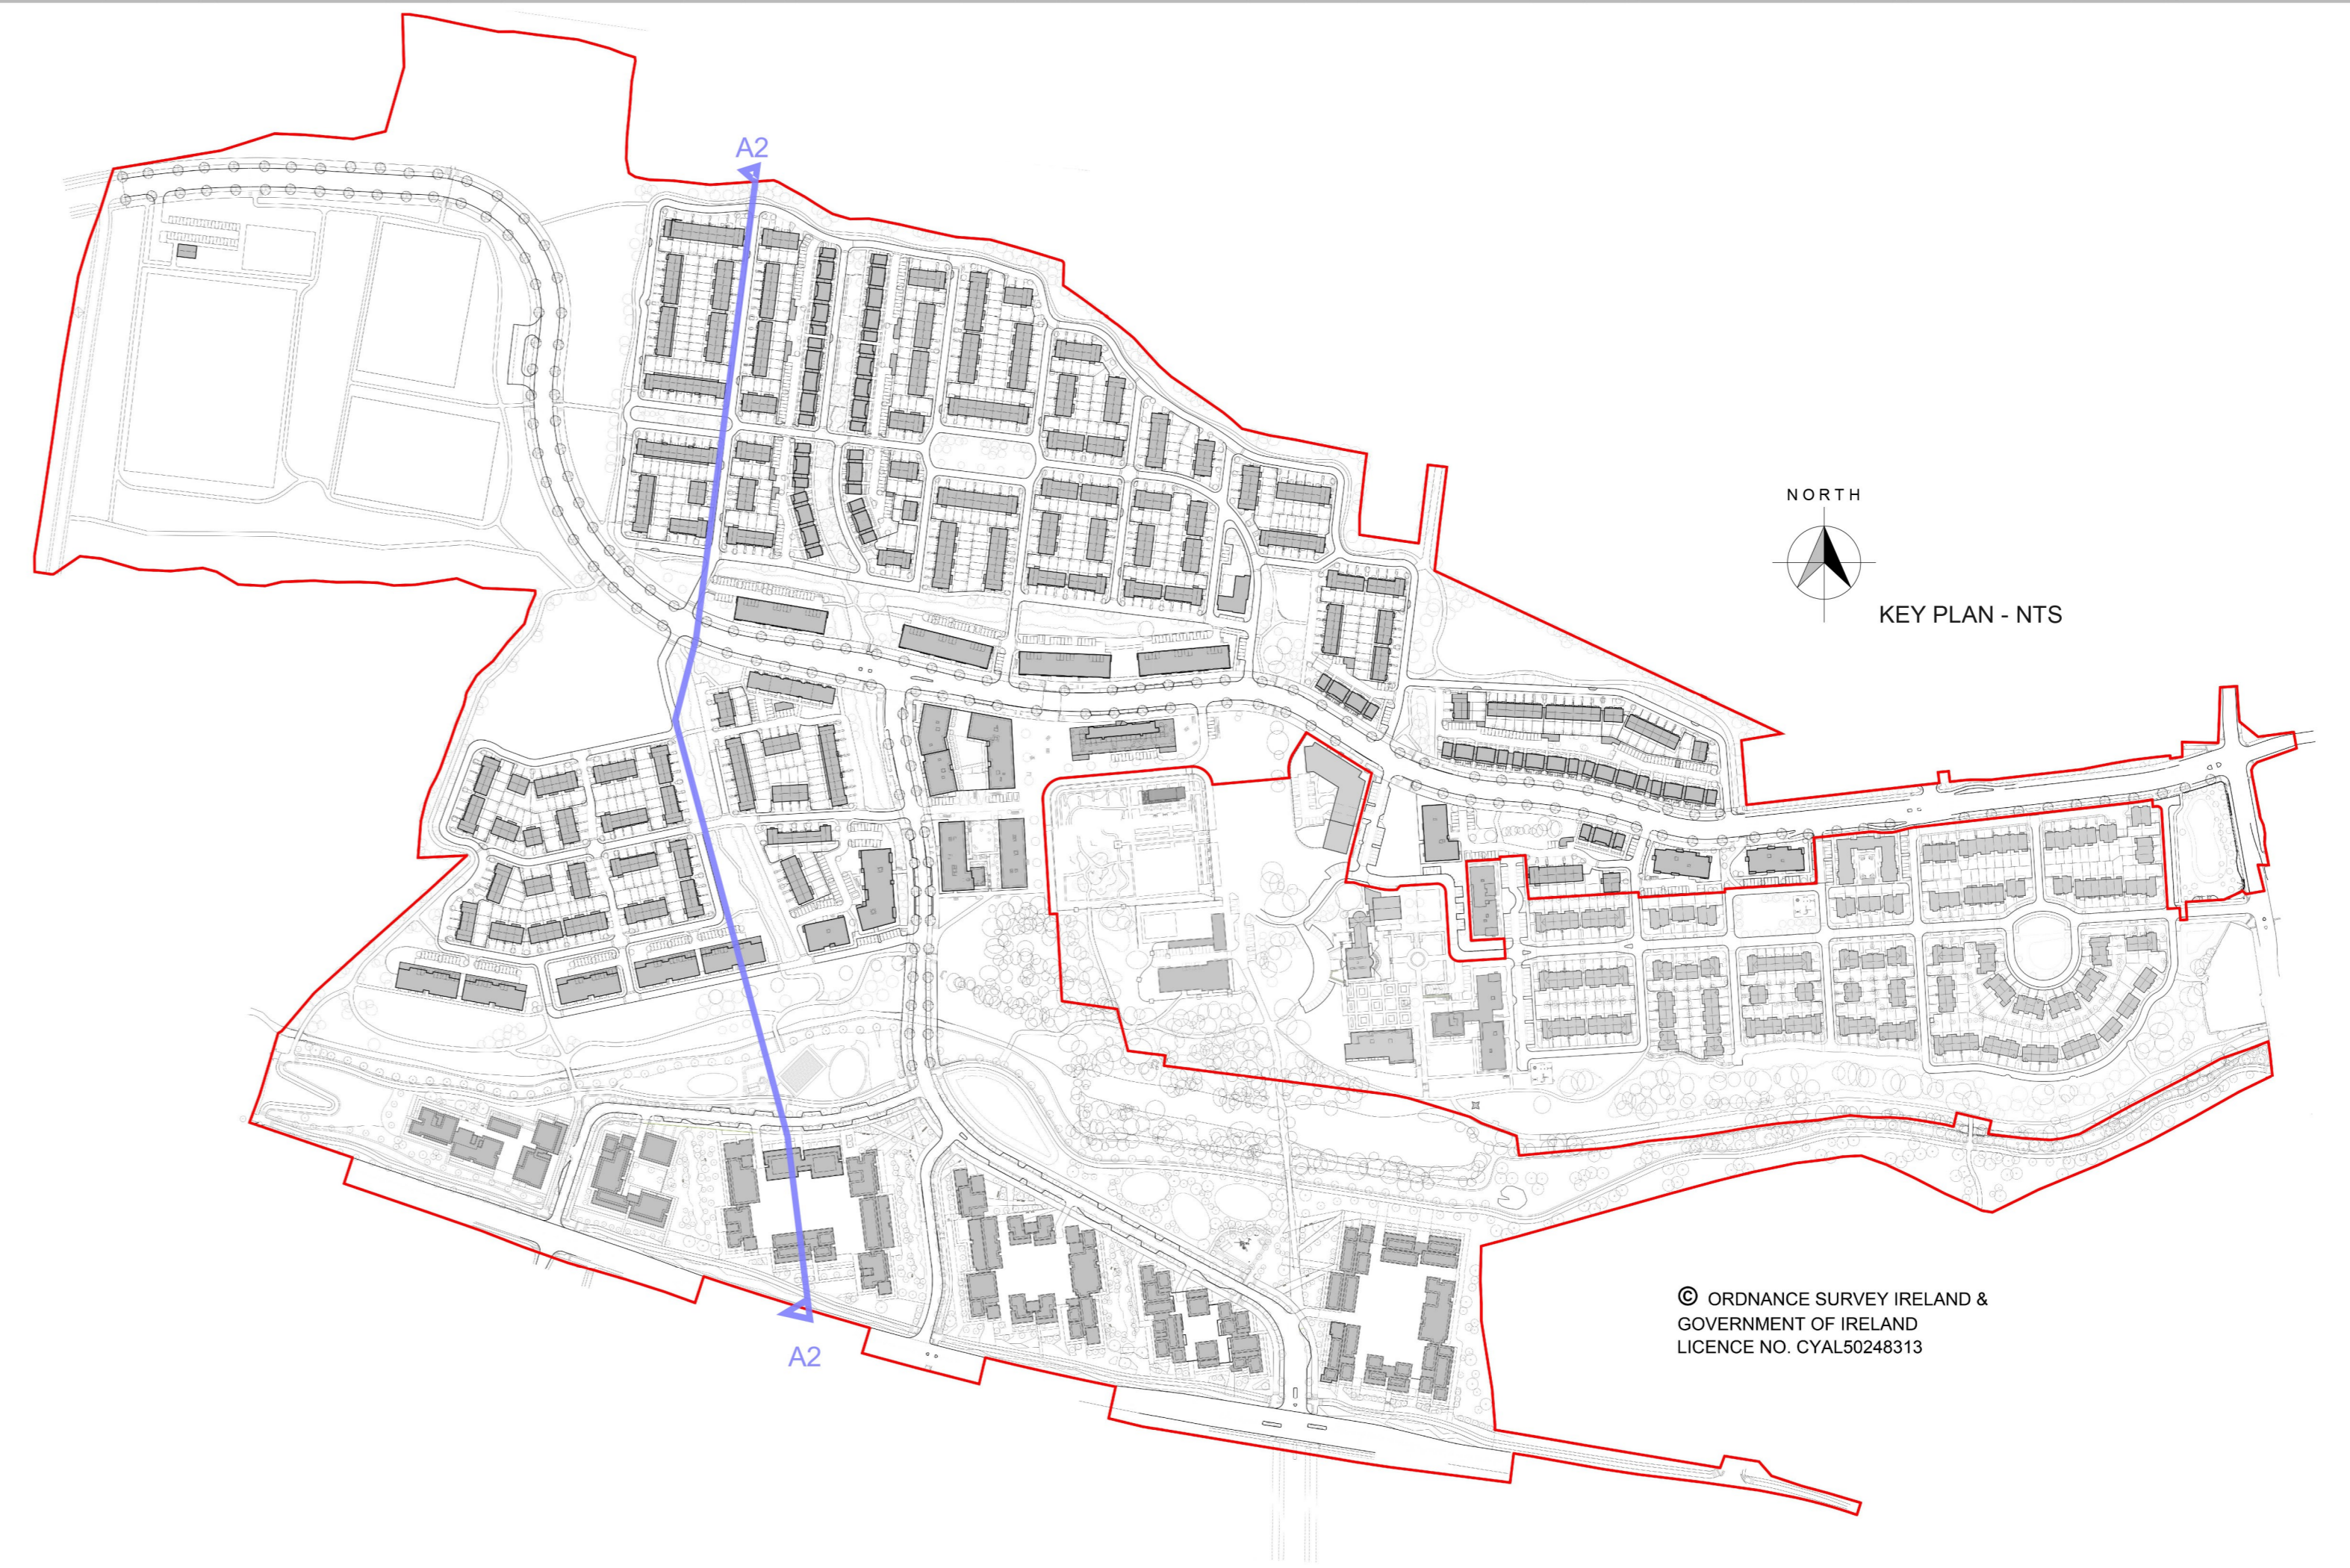 A2
NORTH
KEY PLAN - NTS
© ORDNANCE SURVEY IRELAND &
GOVERNMENT OF IRELAND
LICENCE NO. CYAL50248313
A2